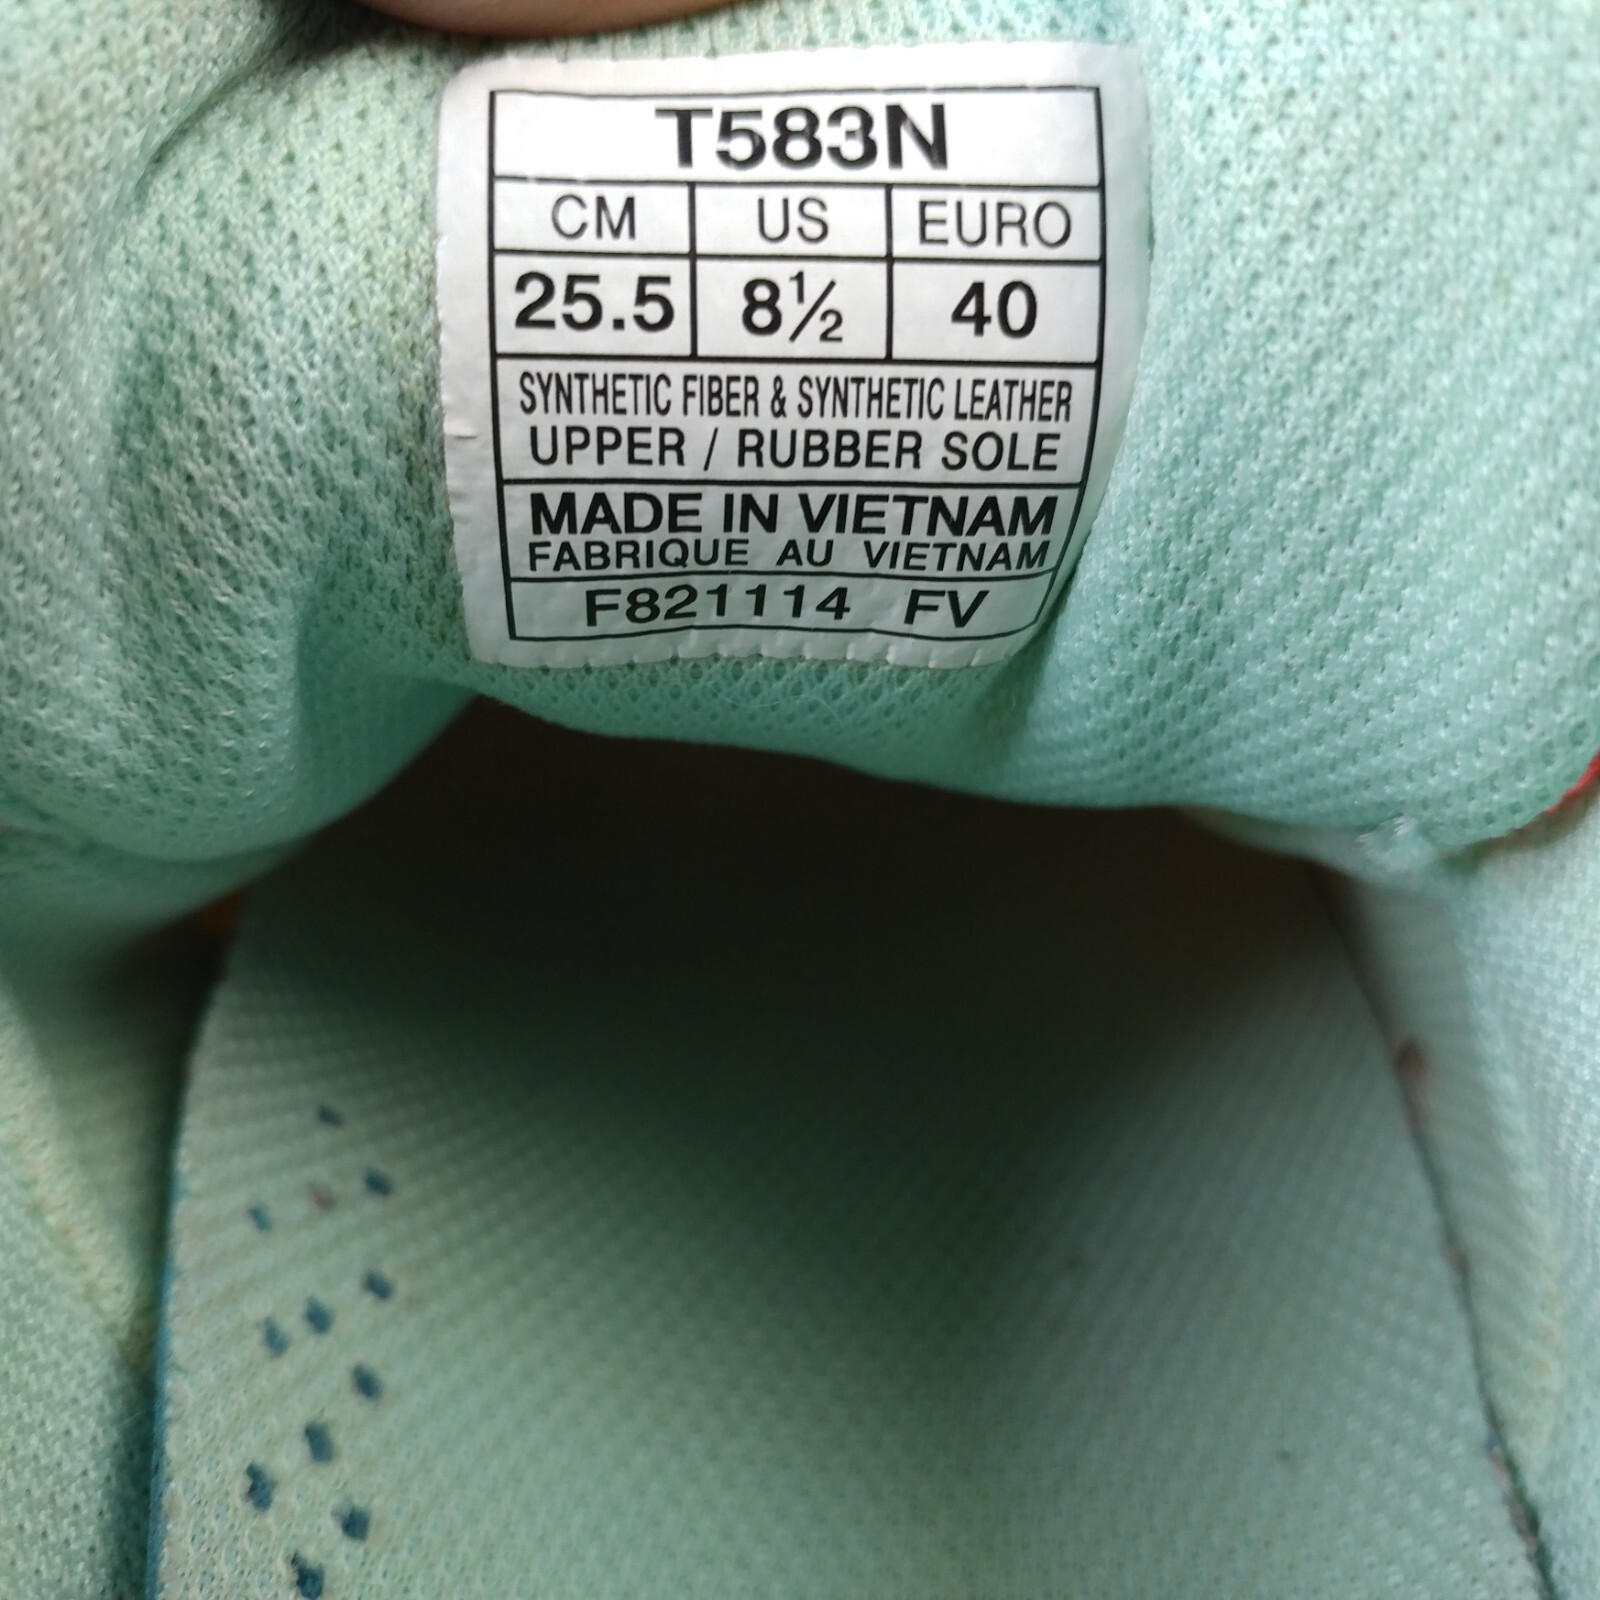 T583N
CM US EURO
25.5 8½ 40
SYNTHETIC FIBER & SYNTHETIC LEATHER
UPPER / RUBBER SOLE
MADE IN VIETNAM
FABRIQUE AU VIETNAM
F821114 FV